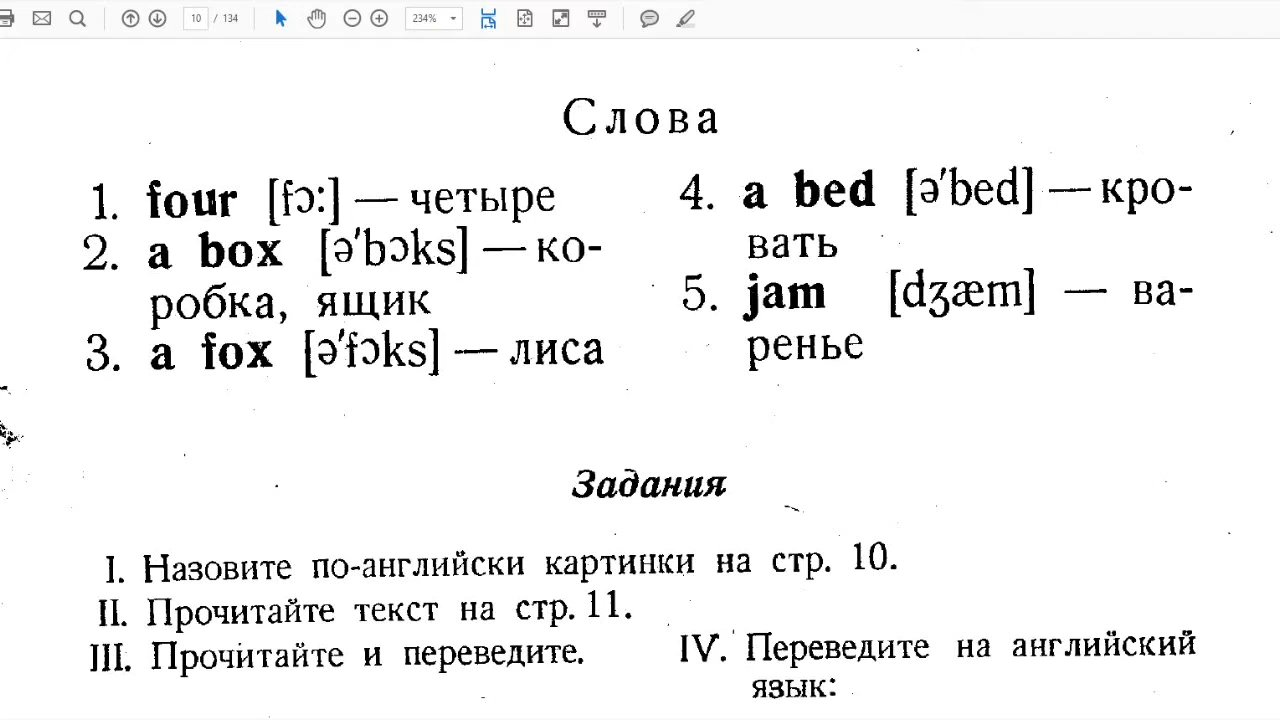 10 / 134
234%
Слова
1. four [fɔ:] — четыре
2. a box [ə′bɔks] — ко-
робка, ящик
3. a fox [ə′fɔks] — лиса
4. a bed [ə′bed] — кро-
вать
5. jam [dʒæm] — ва-
ренье
Задания
I. Назовите по-английски картинки на стр. 10.
II. Прочитайте текст на стр. 11.
III. Прочитайте и переведите.
IV. Переведите на английский
язык: